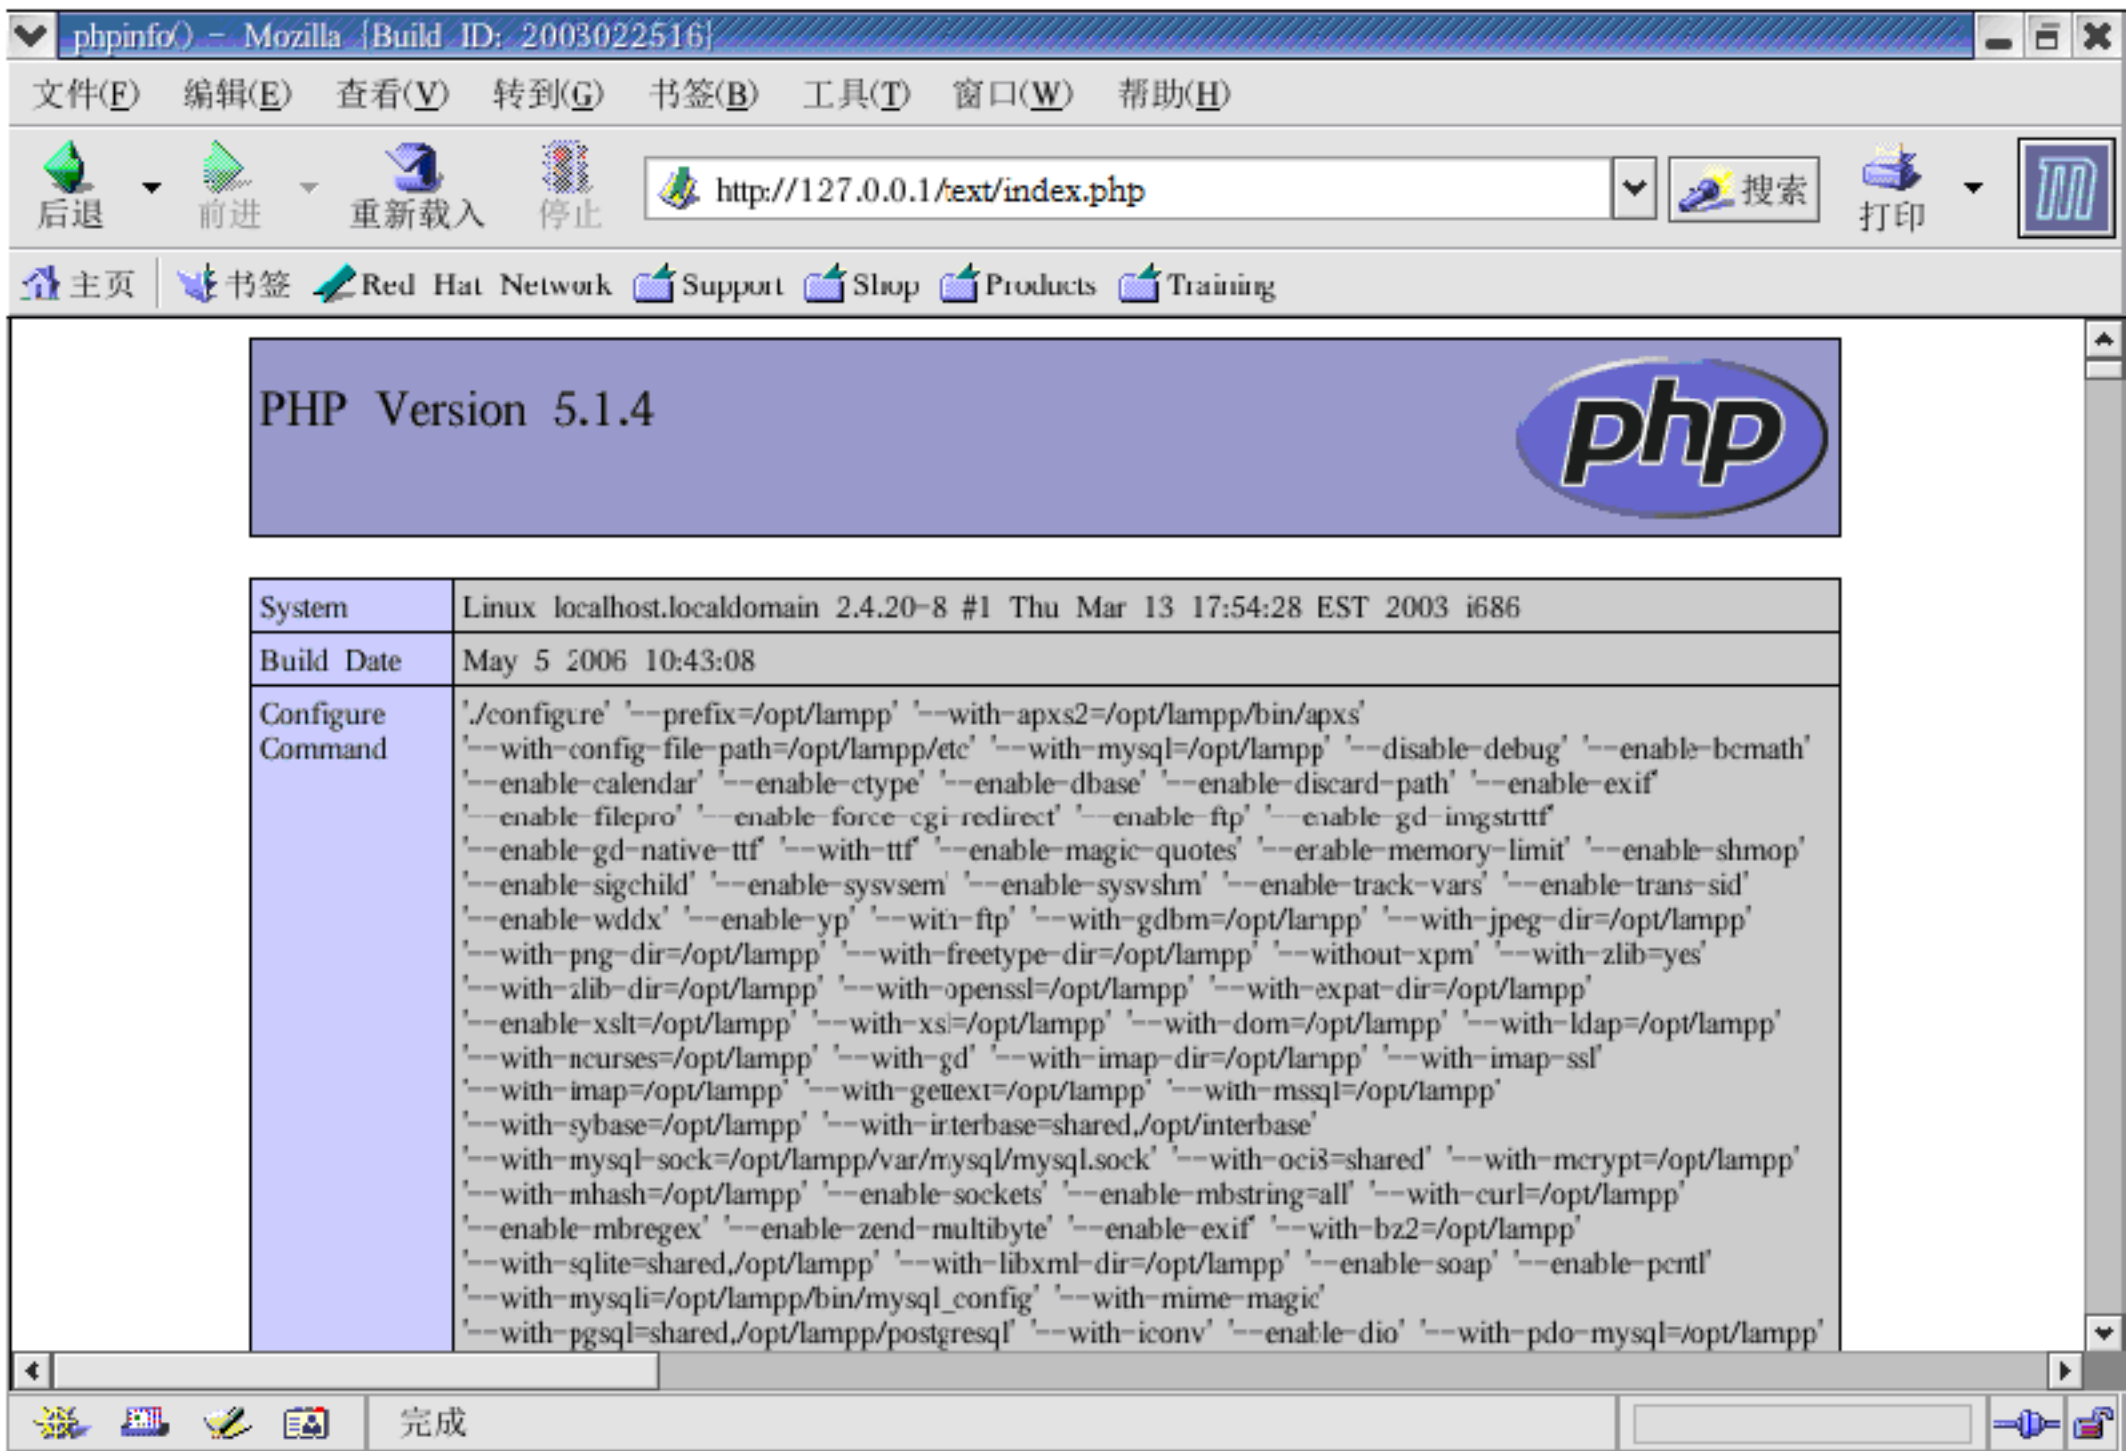 phpinfo() - Mozilla {Build ID: 2003022516}
文件(F) 编辑(E) 查看(V) 转到(G) 书签(B) 工具(T) 窗口(W) 帮助(H)
后退 前进 重新载入 停止 http://127.0.0.1/text/index.php 搜索 打印
主页 书签 Red Hat Network Support Shop Products Training
PHP Version 5.1.4
php
System Linux localhost.localdomain 2.4.20-8 #1 Thu Mar 13 17:54:28 EST 2003 i686
Build Date May 5 2006 10:43:08
Configure Command './configure' '--prefix=/opt/lampp' '--with-apxs2=/opt/lampp/bin/apxs'
'--with-config-file-path=/opt/lampp/etc' '--with-mysql=/opt/lampp' '--disable-debug' '--enable-bcmath'
'--enable-calendar' '--enable-ctype' '--enable-dbase' '--enable-discard-path' '--enable-exif'
'--enable-filepro' '--enable-force-cgi-redirect' '--enable-ftp' '--enable-gd-imgstrttf'
'--enable-gd-native-ttf' '--with-ttf' '--enable-magic-quotes' '--enable-memory-limit' '--enable-shmop'
'--enable-sigchild' '--enable-sysvsem' '--enable-sysvshm' '--enable-track-vars' '--enable-trans-sid'
'--enable-wddx' '--enable-yp' '--with-ftp' '--with-gdbm=/opt/lampp' '--with-jpeg-dir=/opt/lampp'
'--with-png-dir=/opt/lampp' '--with-freetype-dir=/opt/lampp' '--without-xpm' '--with-zlib=yes'
'--with-zlib-dir=/opt/lampp' '--with-openssl=/opt/lampp' '--with-expat-dir=/opt/lampp'
'--enable-xslt=/opt/lampp' '--with-xsl=/opt/lampp' '--with-dom=/opt/lampp' '--with-ldap=/opt/lampp'
'--with-ncurses=/opt/lampp' '--with-gd' '--with-imap-dir=/opt/lampp' '--with-imap-ssl'
'--with-imap=/opt/lampp' '--with-gettext=/opt/lampp' '--with-mssql=/opt/lampp'
'--with-sybase=/opt/lampp' '--with-interbase=shared,/opt/interbase'
'--with-mysql-sock=/opt/lampp/var/mysql/mysql.sock' '--with-oci8=shared' '--with-mcrypt=/opt/lampp'
'--with-mhash=/opt/lampp' '--enable-sockets' '--enable-mbstring=all' '--with-curl=/opt/lampp'
'--enable-mbregex' '--enable-zend-multibyte' '--enable-exif' '--with-bz2=/opt/lampp'
'--with-sqlite=shared,/opt/lampp' '--with-libxml-dir=/opt/lampp' '--enable-soap' '--enable-pcntl'
'--with-mysqli=/opt/lampp/bin/mysql_config' '--with-mime-magic'
'--with-pgsql=shared,/opt/lampp/postgresql' '--with-iconv' '--enable-dio' '--with-pdo-mysql=/opt/lampp'
完成